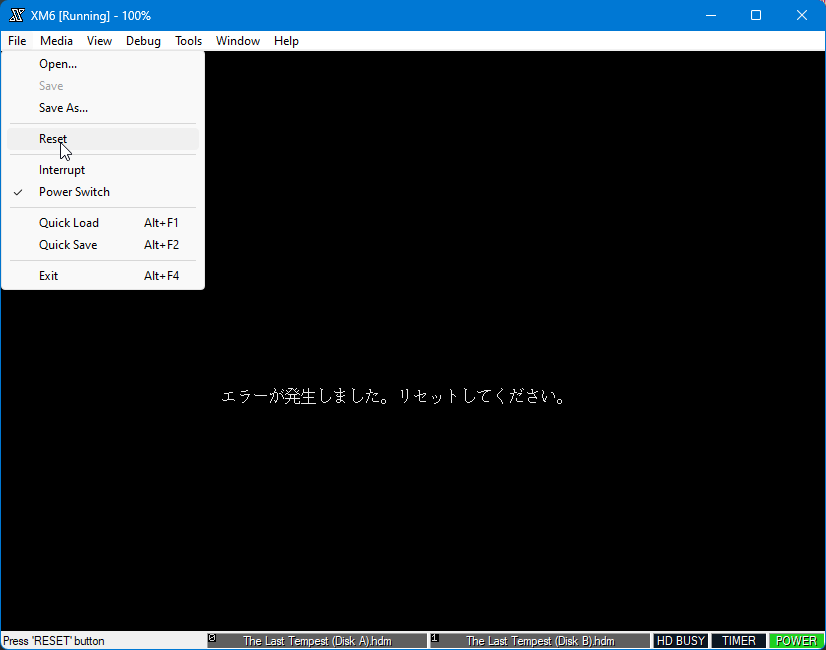 XM6 [Running] - 100%
File Media View Debug Tools Window Help
Open...
Save
Save As...
Reset
Interrupt
Power Switch
Quick Load Alt+F1
Quick Save Alt+F2
Exit Alt+F4
エラーが発生しました。リセットしてください。
Press 'RESET' button 0 The Last Tempest (Disk A).hdm 1 The Last Tempest (Disk B).hdm HD BUSY TIMER POWER